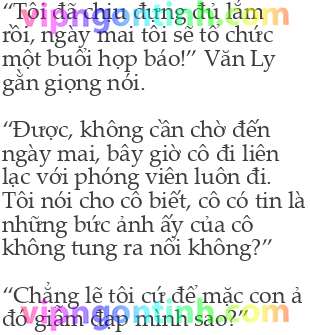 “Tôi đã chịu đựng đủ lắm
rồi, ngày mai tôi sẽ tổ chức
một buổi họp báo!” Văn Ly
gằn giọng nói.
“Được, không cần chờ đến
ngày mai, bây giờ cô đi liên
lạc với phóng viên luôn đi.
Tôi nói cho cô biết, cô có tin là
những bức ảnh ấy của cô
không tung ra nổi không?”
“Chẳng lẽ tôi cứ để mặc con ả
đó giẫm đạp mình sao?”
vipngontinh.com
vipngontinh.com